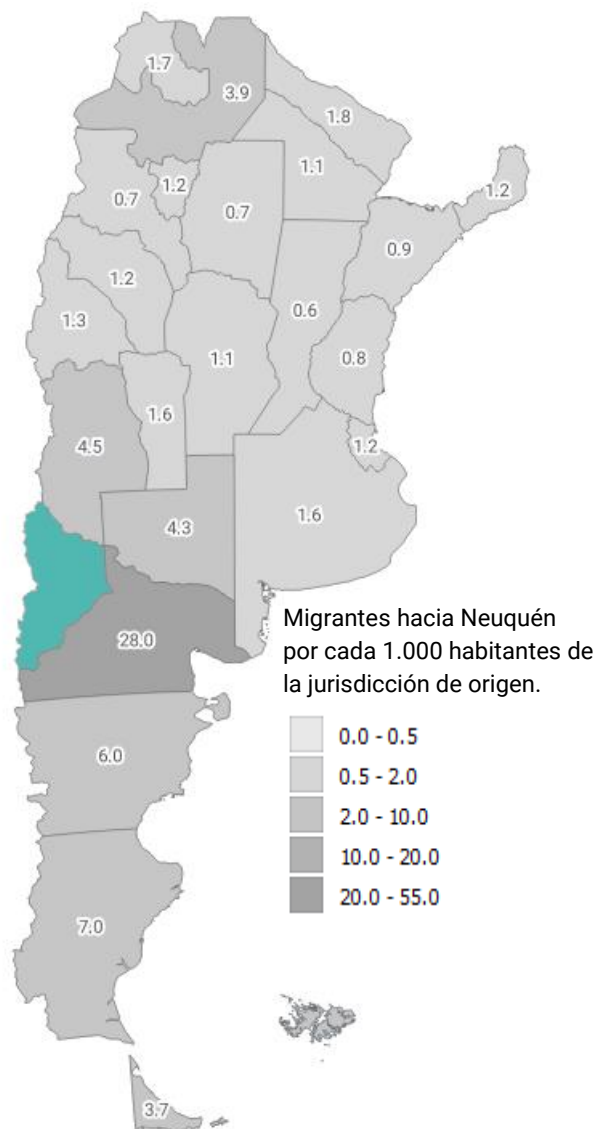 1.7
3.9
1.8
1.1
1.2
1.2
0.7
0.7
0.9
1.2
0.6
1.3
1.1
0.8
1.6
4.5
1.2
1.6
4.3
Migrantes hacia Neuquén
por cada 1.000 habitantes de
la jurisdicción de origen.
28.0
0.0 - 0.5
6.0
0.5 - 2.0
2.0 - 10.0
10.0 - 20.0
20.0 - 55.0
7.0
3.7